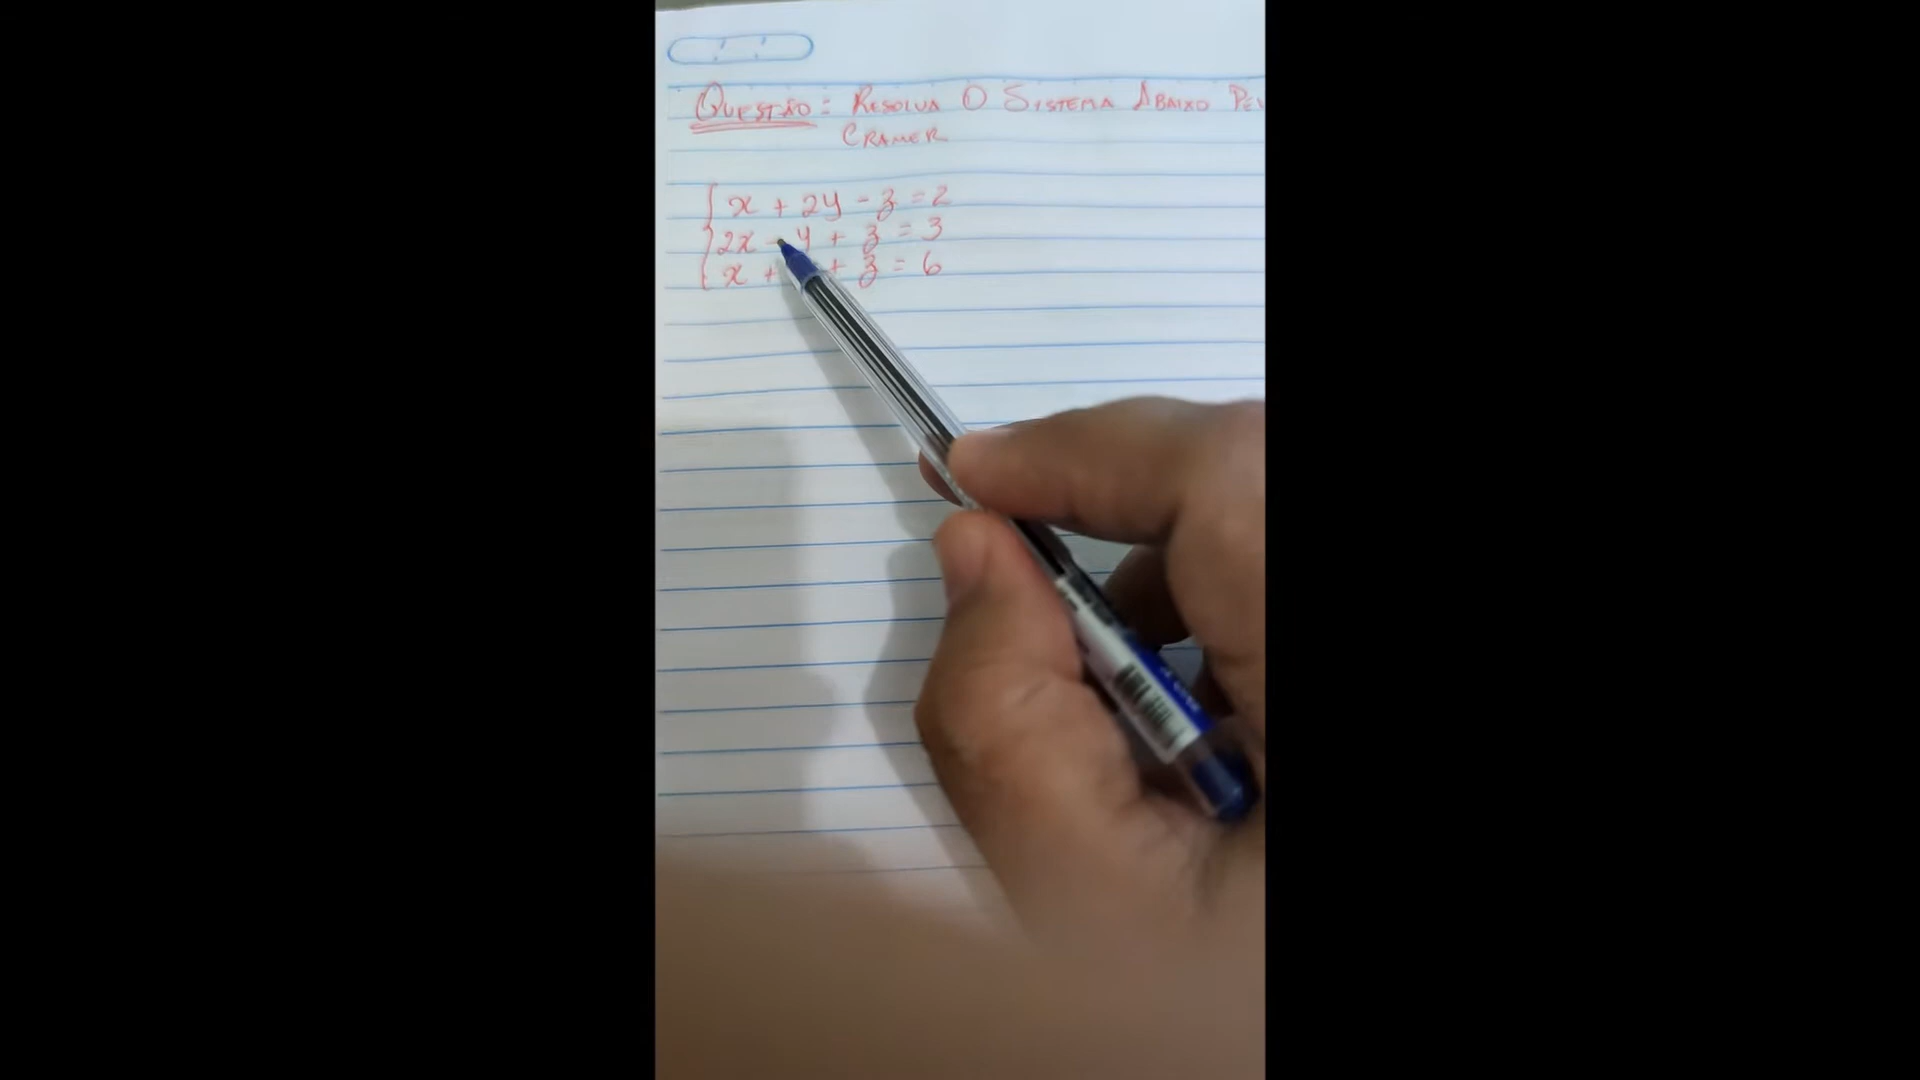 Questão: Resolva O Sistema Abaixo
Cramer
x + 2y - z = 2
2x - y + z = 3
x + + z = 6